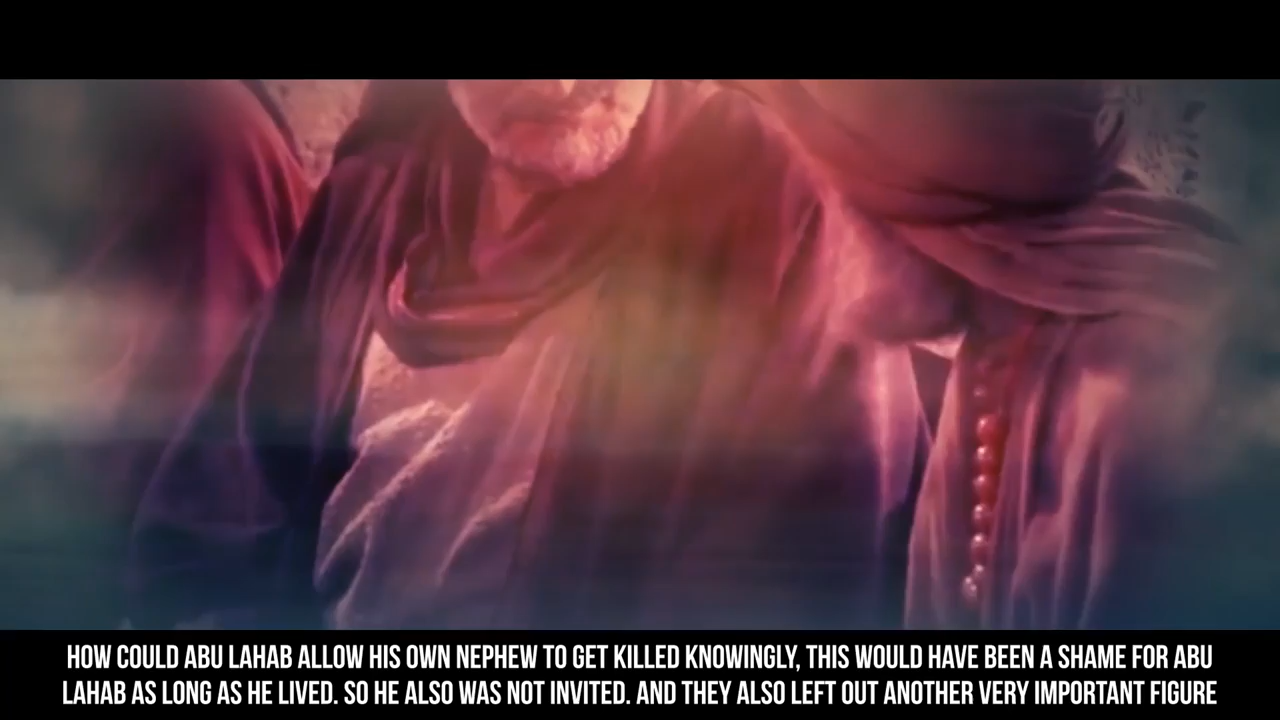 HOW COULD ABU LAHAB ALLOW HIS OWN NEPHEW TO GET KILLED KNOWINGLY, THIS WOULD HAVE BEEN A SHAME FOR ABU
LAHAB AS LONG AS HE LIVED. SO HE ALSO WAS NOT INVITED. AND THEY ALSO LEFT OUT ANOTHER VERY IMPORTANT FIGURE